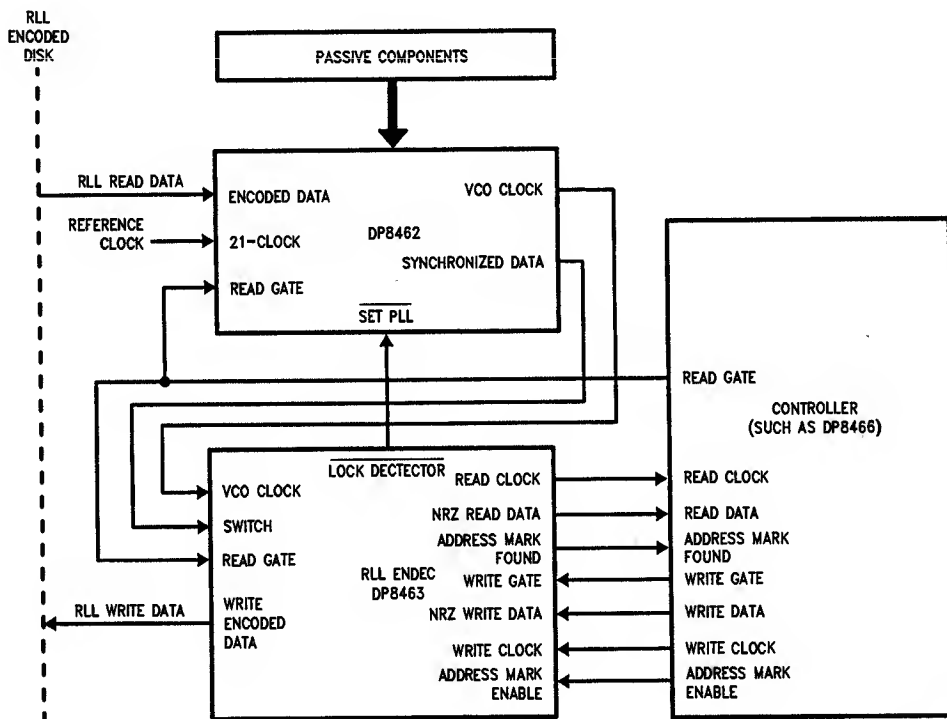 RLL
ENCODED
DISK
PASSIVE COMPONENTS
RLL READ DATA
ENCODED DATA
VCO CLOCK
REFERENCE
CLOCK
21-CLOCK
DP8462
SYNCHRONIZED DATA
READ GATE
SET PLL
READ GATE
CONTROLLER
(SUCH AS DP8466)
LOCK DECTECTOR
READ CLOCK
READ CLOCK
VCO CLOCK
NRZ READ DATA
READ DATA
SWITCH
ADDRESS MARK
FOUND
ADDRESS MARK
FOUND
READ GATE
RLL ENDEC
DP8463
WRITE GATE
WRITE GATE
RLL WRITE DATA
WRITE
ENCODED
DATA
NRZ WRITE DATA
WRITE DATA
WRITE CLOCK
WRITE CLOCK
ADDRESS MARK
ENABLE
ADDRESS MARK
ENABLE